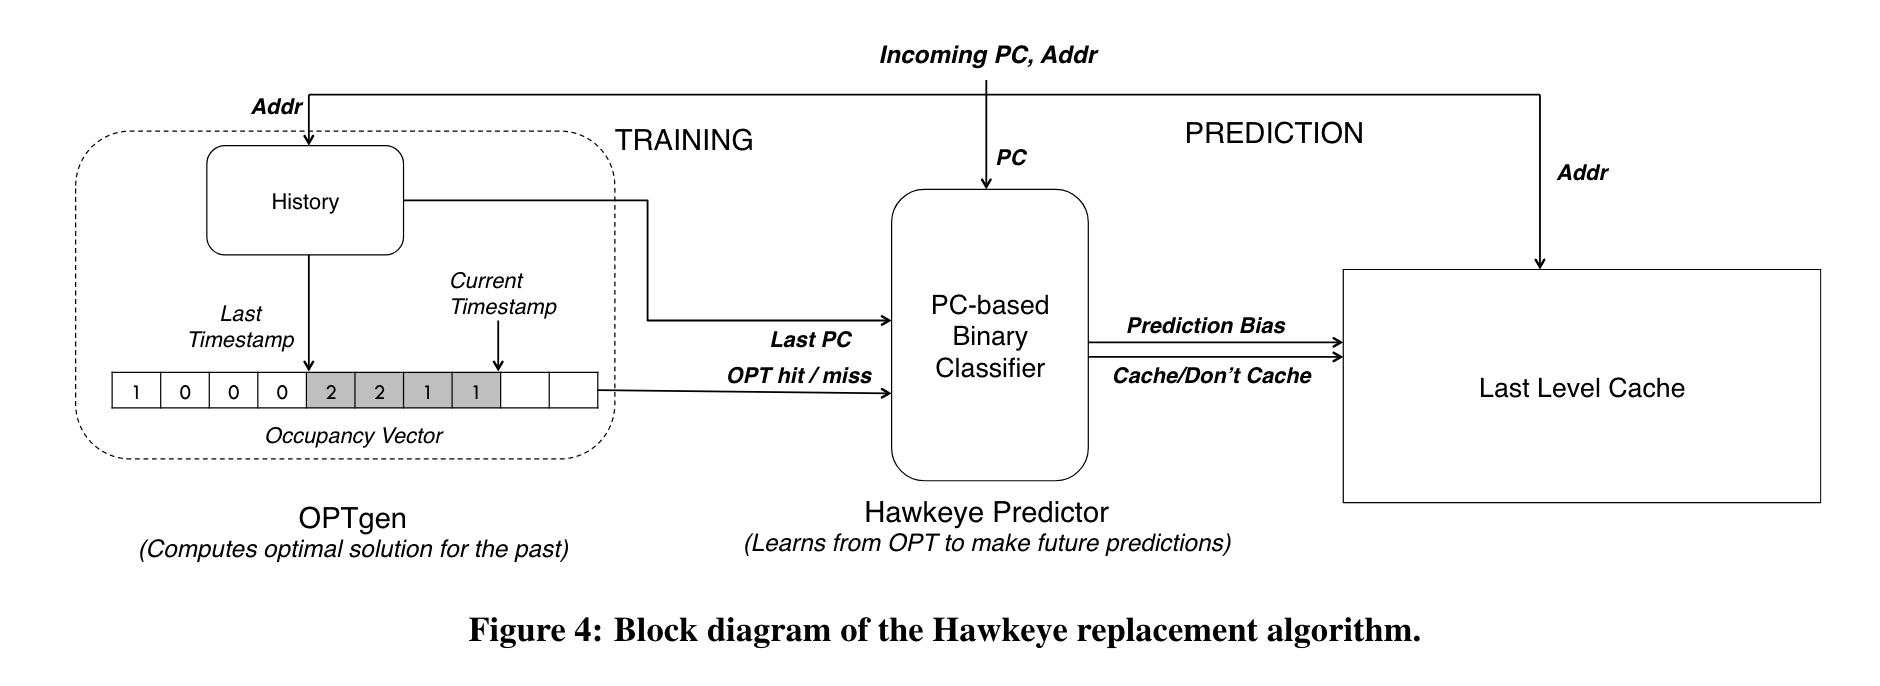 Incoming PC, Addr
Addr
TRAINING
PREDICTION
PC
Addr
History
Current
Timestamp
Last
Timestamp
PC-based
Binary
Classifier
Last PC
OPT hit / miss
Prediction Bias
Cache/Don't Cache
Last Level Cache
1 0 0 0 2 2 1 1
Occupancy Vector
OPTgen
(Computes optimal solution for the past)
Hawkeye Predictor
(Learns from OPT to make future predictions)
Figure 4: Block diagram of the Hawkeye replacement algorithm.